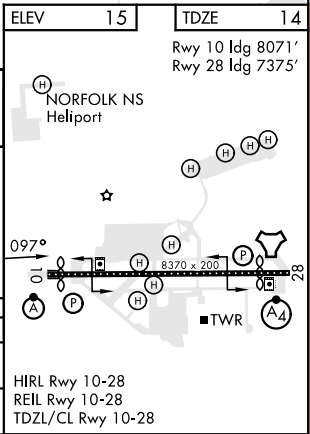 ELEV 15
TDZE 14
Rwy 10 ldg 8071'
Rwy 28 ldg 7375'
H
NORFOLK NS
Heliport
H
H
H
H
H
097°
H
8370 x 200
P
10
H
28
H
A
P
H
TWR
A4
HIRL Rwy 10-28
REIL Rwy 10-28
TDZL/CL Rwy 10-28